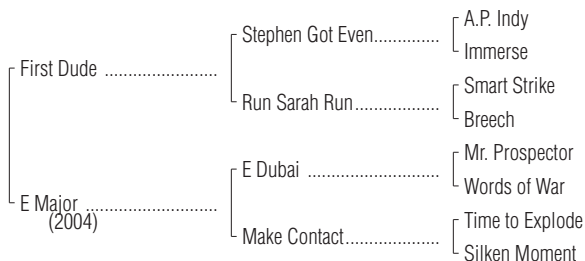 A.P. Indy
Stephen Got Even
Immerse
First Dude
Smart Strike
Run Sarah Run
Breech
Mr. Prospector
E Dubai
Words of War
E Major
(2004)
Time to Explode
Make Contact
Silken Moment